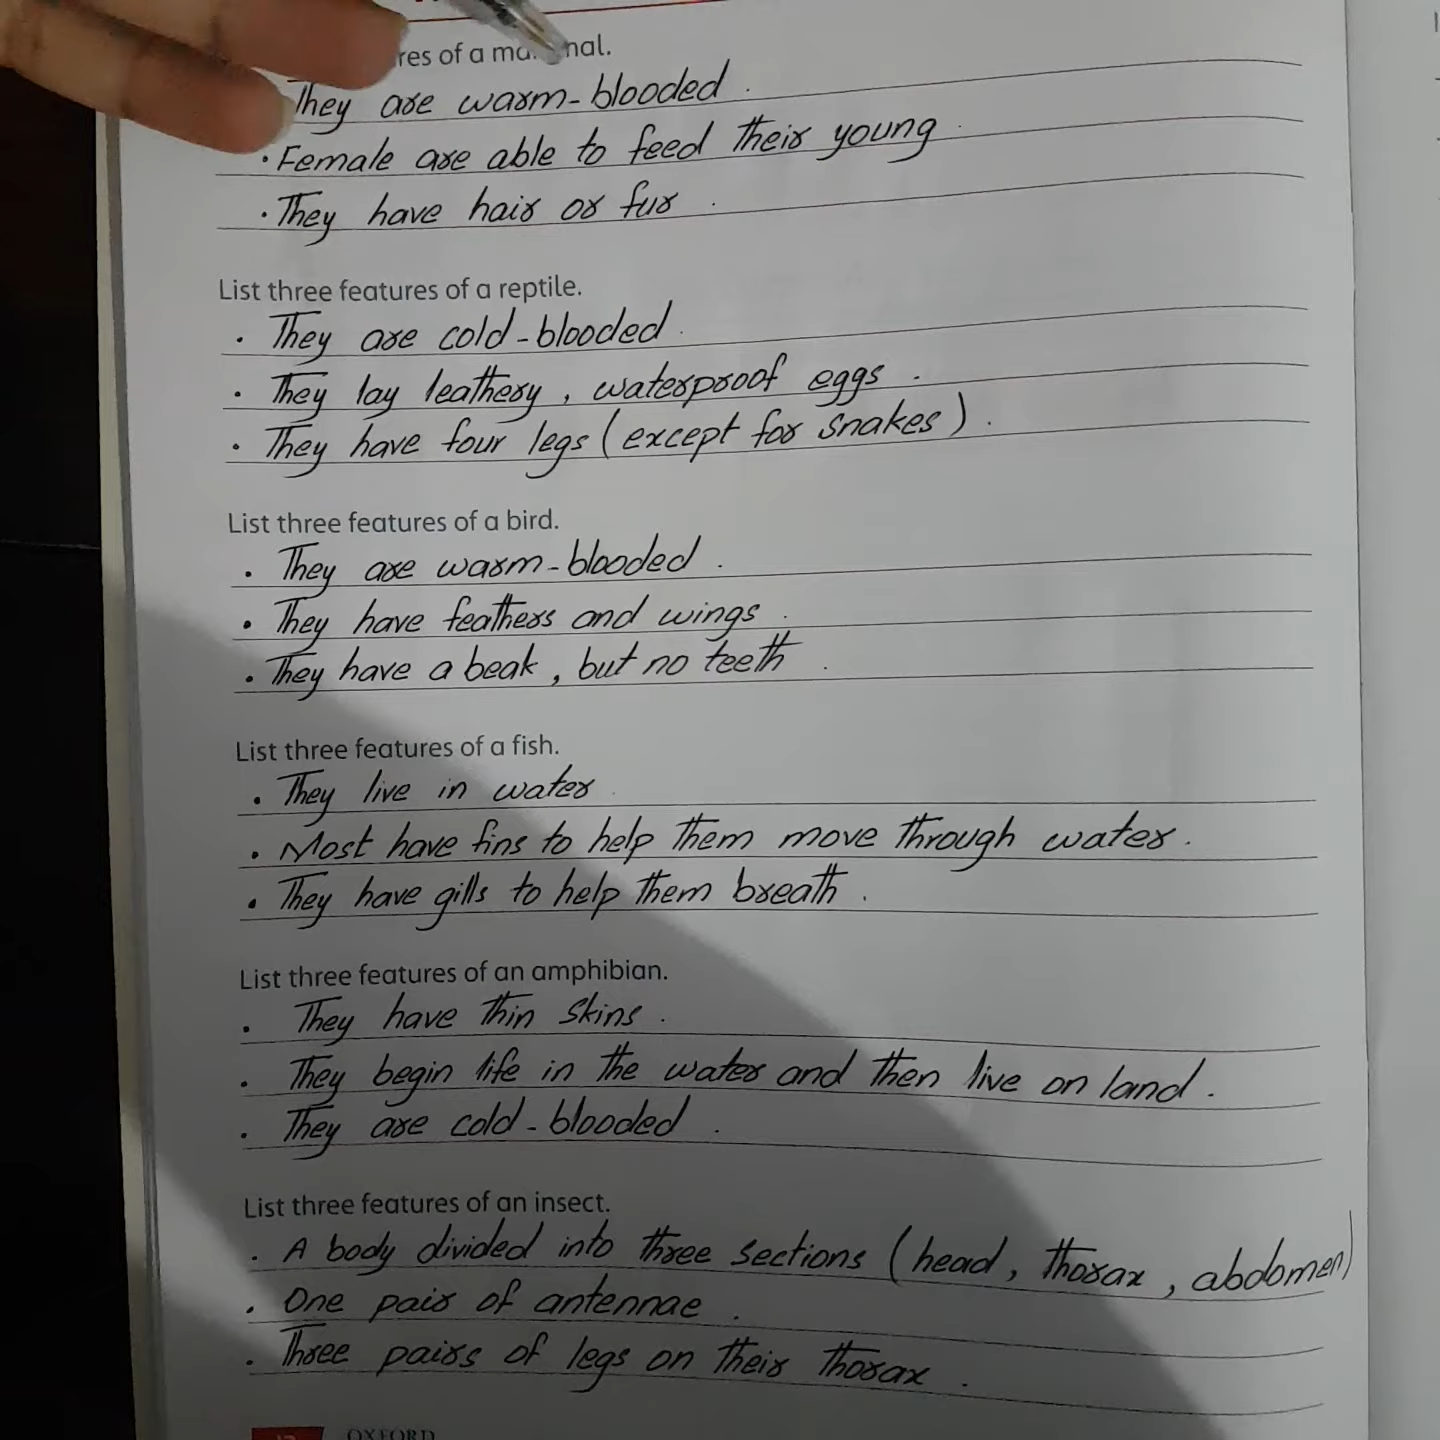 of a
They are warm-blooded.
· Female are able to feed their young.
· They have hair or fur.
List three features of a reptile.
· They are cold-blooded.
· They lay leathery, waterproof eggs.
· They have four legs (except for snakes).
List three features of a bird.
· They are warm-blooded.
· They have feathers and wings.
· They have a beak, but no teeth.
List three features of a fish.
· They live in water.
· Most have fins to help them move through water.
· They have gills to help them breath.
List three features of an amphibian.
· They have thin skins.
· They begin life in the water and then live on land.
· They are cold-blooded.
List three features of an insect.
· A body divided into three sections (head, thorax, abdomen)
· One pair of antennae.
· Three pairs of legs on their thorax.
OXFORD